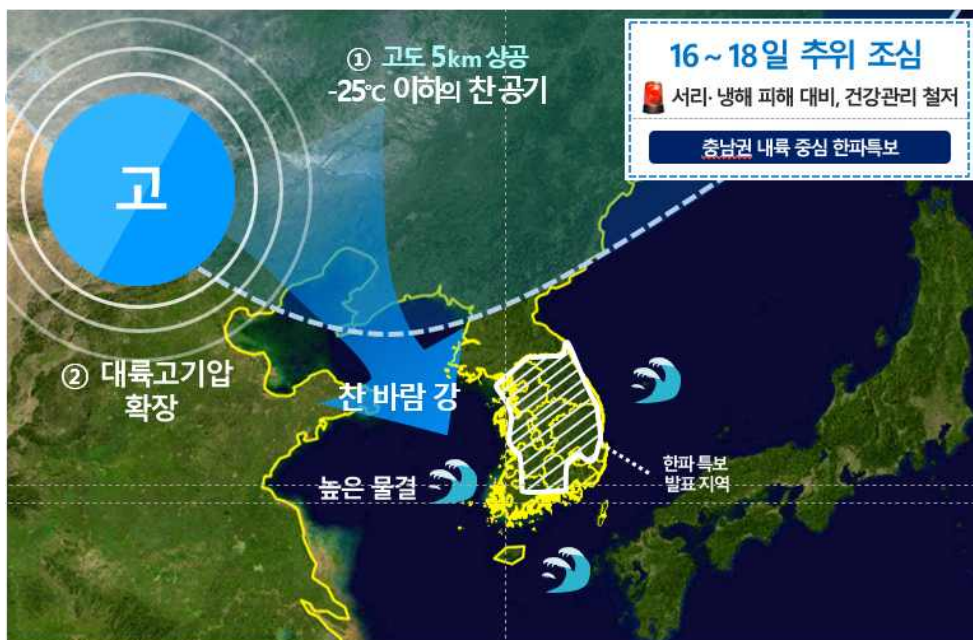 ① 고도 5km 상공
-25℃ 이하의 찬 공기
16~18일 추위 조심
서리·냉해 피해 대비, 건강관리 철저
충남권 내륙 중심 한파특보
고
② 대륙고기압
확장
찬 바람 강
높은 물결
한파 특보
발표 지역